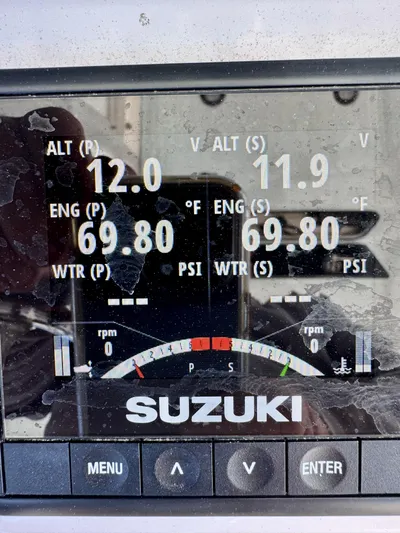 ALT (P) V ALT (S) V
12.0 11.9
ENG (P) °F ENG (S) °F
69.80 69.80
WTR (P) PSI WTR (S) PSI
--- ---
rpm rpm
0 0
P S
SUZUKI
MENU ∧ ∨ ENTER